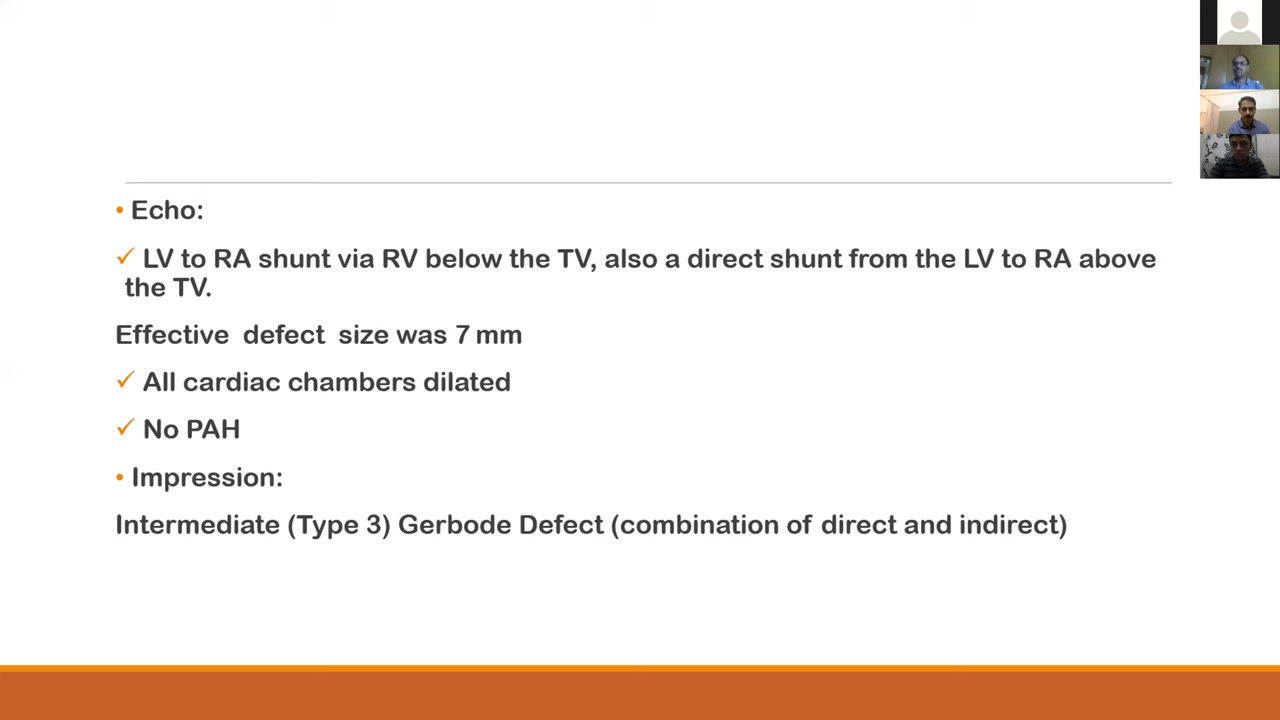 • Echo:
✓ LV to RA shunt via RV below the TV, also a direct shunt from the LV to RA above
the TV.
Effective defect size was 7 mm
✓ All cardiac chambers dilated
✓ No PAH
• Impression:
Intermediate (Type 3) Gerbode Defect (combination of direct and indirect)